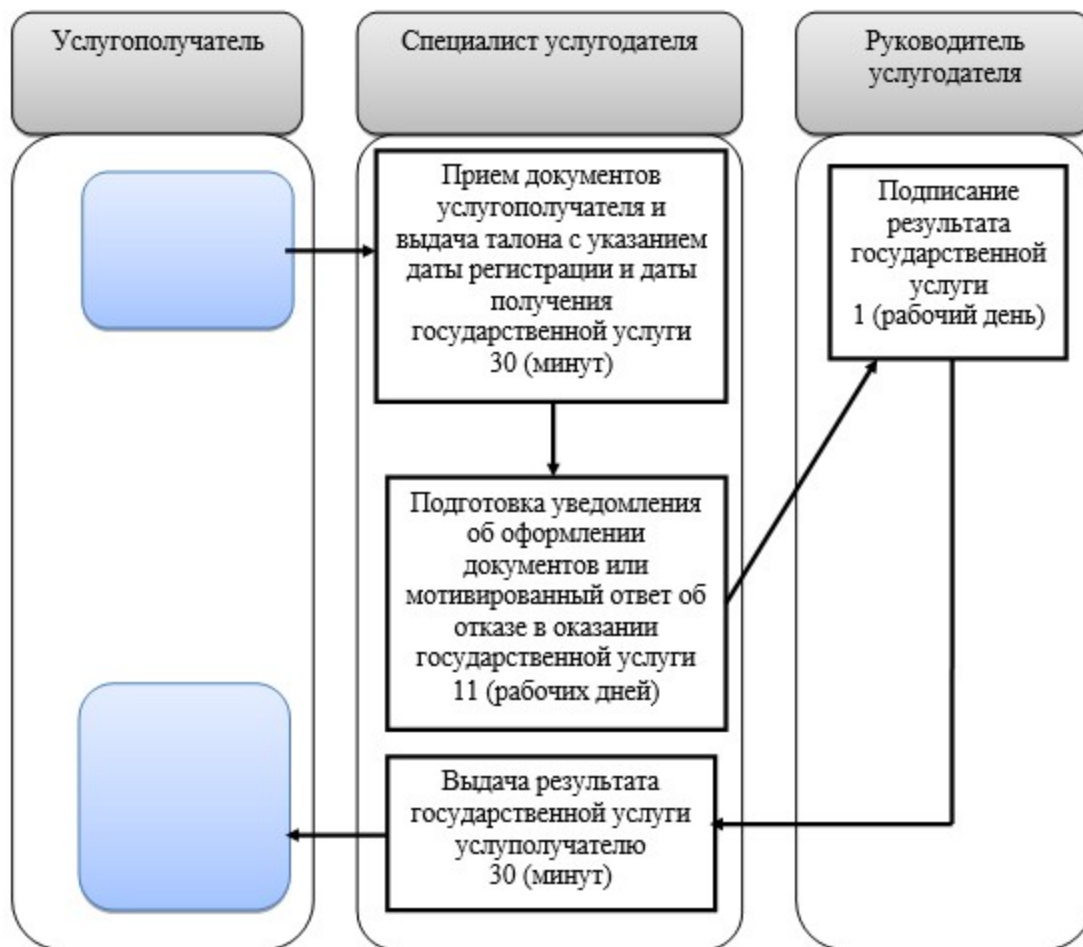 Услугополучатель
Специалист услугодателя
Руководитель
услугодателя
Прием документов
услугополучателя и
выдача талона с указанием
даты регистрации и даты
получения
государственной услуги
30 (минут)
Подписание
результата
государственной
услуги
1 (рабочий день)
Подготовка уведомления
об оформлении
документов или
мотивированный ответ об
отказе в оказании
государственной услуги
11 (рабочих дней)
Выдача результата
государственной услуги
услуполучателю
30 (минут)